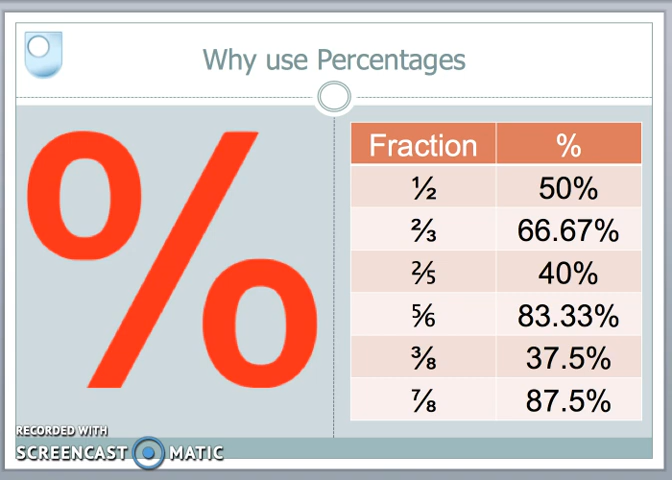 Why use Percentages
%
Fraction %
½ 50%
⅔ 66.67%
⅖ 40%
⅚ 83.33%
⅜ 37.5%
⅞ 87.5%
RECORDED WITH
SCREENCAST MATIC